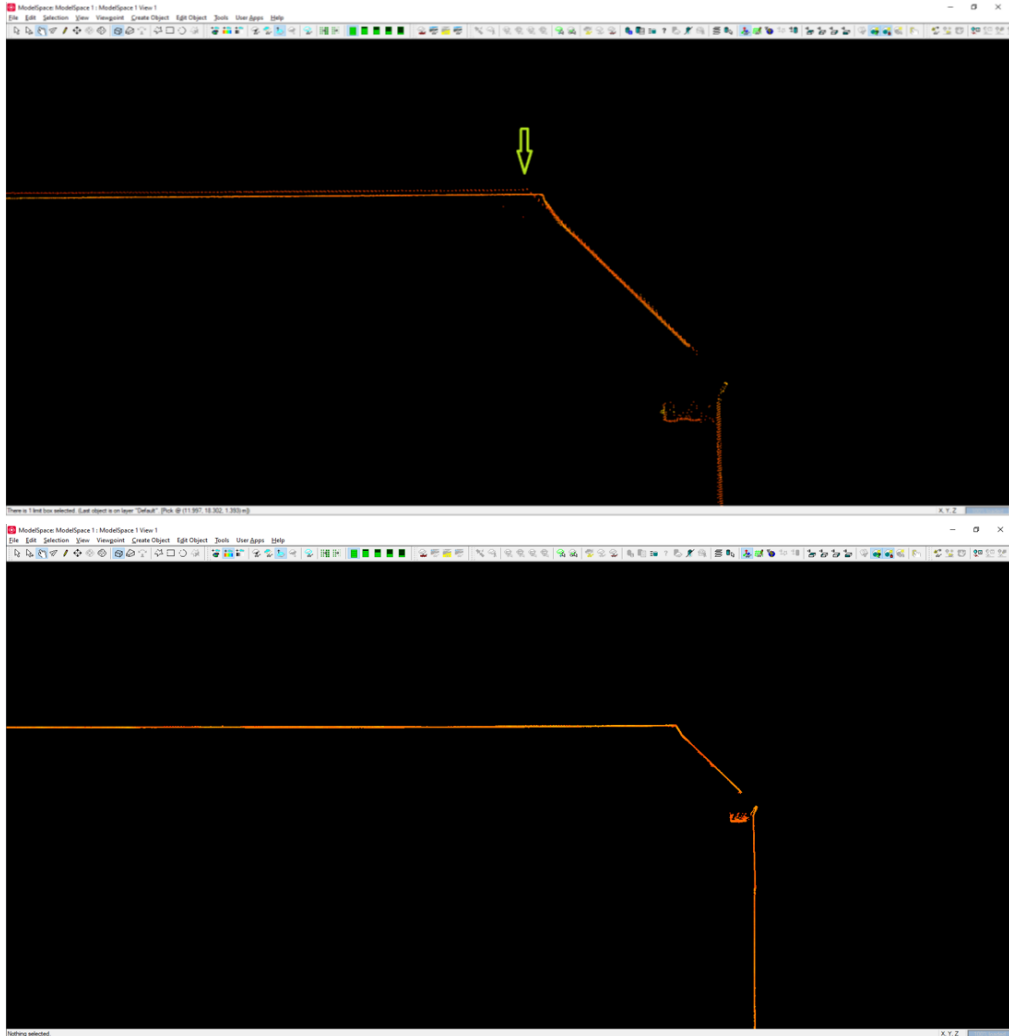 ModelSpace: ModelSpace 1 : ModelSpace 1 View 1
File Edit Selection View Viewpoint Create Object Edit Object Tools User Apps Help
There is 1 limit box selected. (Last object is on layer "Default". [Pick @ (11.997, 18.302, 1.393) m])
X, Y, Z
ModelSpace: ModelSpace 1 : ModelSpace 1 View 1
File Edit Selection View Viewpoint Create Object Edit Object Tools User Apps Help
Nothing selected.
X, Y, Z